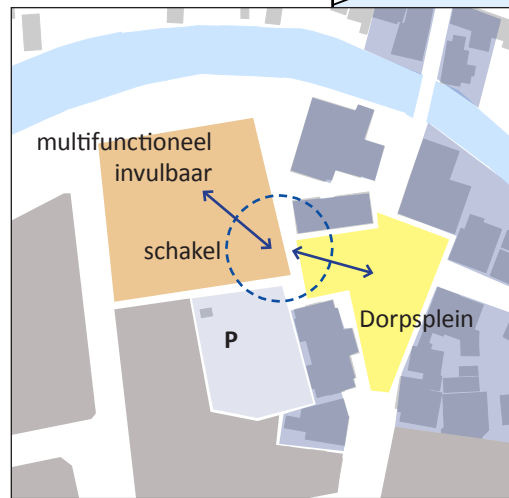 multifunctioneel
invulbaar
schakel
Dorpsplein
P